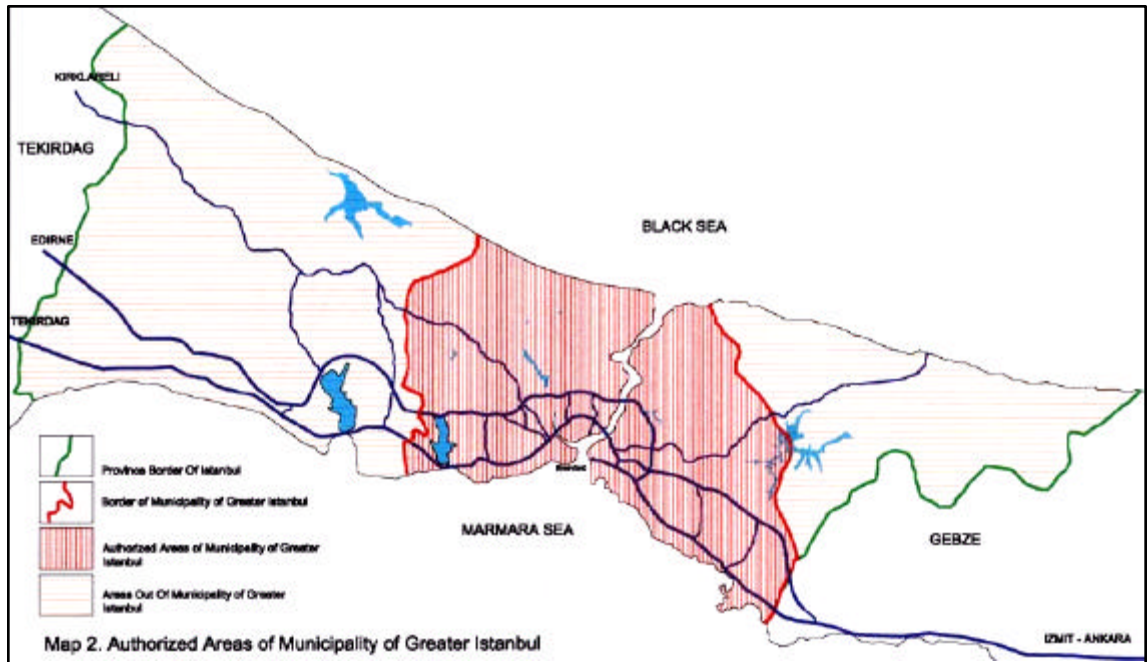 KIRKLARELI
TEKIRDAG
BLACK SEA
EDIRNE
TEKIRDAG
Istanbul
MARMARA SEA
GEBZE
IZMIT - ANKARA
Province Border Of Istanbul
Border of Municipality of Greater Istanbul
Authorized Areas of Municipality of Greater
Istanbul
Areas Out Of Municipality of Greater
Istanbul
Map 2. Authorized Areas of Municipality of Greater Istanbul